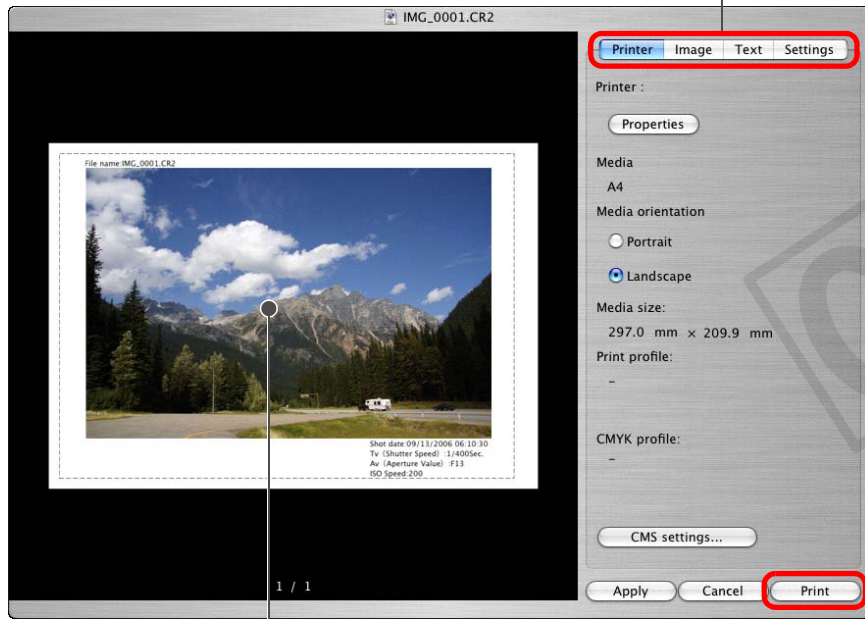 IMG_0001.CR2
Printer Image Text Settings
Printer :
Properties
Media
A4
Media orientation
Portrait
Landscape
Media size:
297.0 mm × 209.9 mm
Print profile:
–
CMYK profile:
–
CMS settings...
Apply Cancel Print
File name:IMG_0001.CR2
Shot date:09/13/2006 06:10:30
Tv (Shutter Speed) :1/400Sec.
Av (Aperture Value) :F13
ISO Speed:200
1 / 1